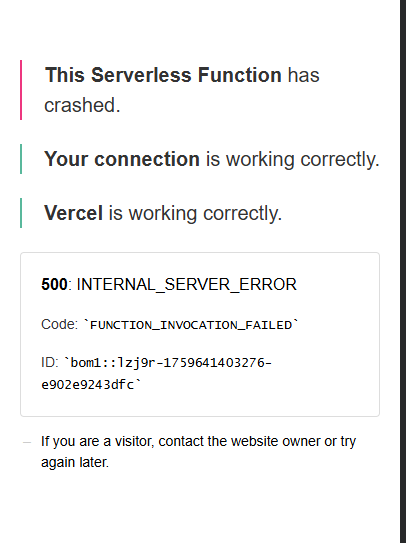 This Serverless Function has
crashed.
Your connection is working correctly.
Vercel is working correctly.
500: INTERNAL_SERVER_ERROR
Code: `FUNCTION_INVOCATION_FAILED`
ID: `bom1::lzj9r-1759641403276-
e902e9243dfc`
– If you are a visitor, contact the website owner or try
again later.